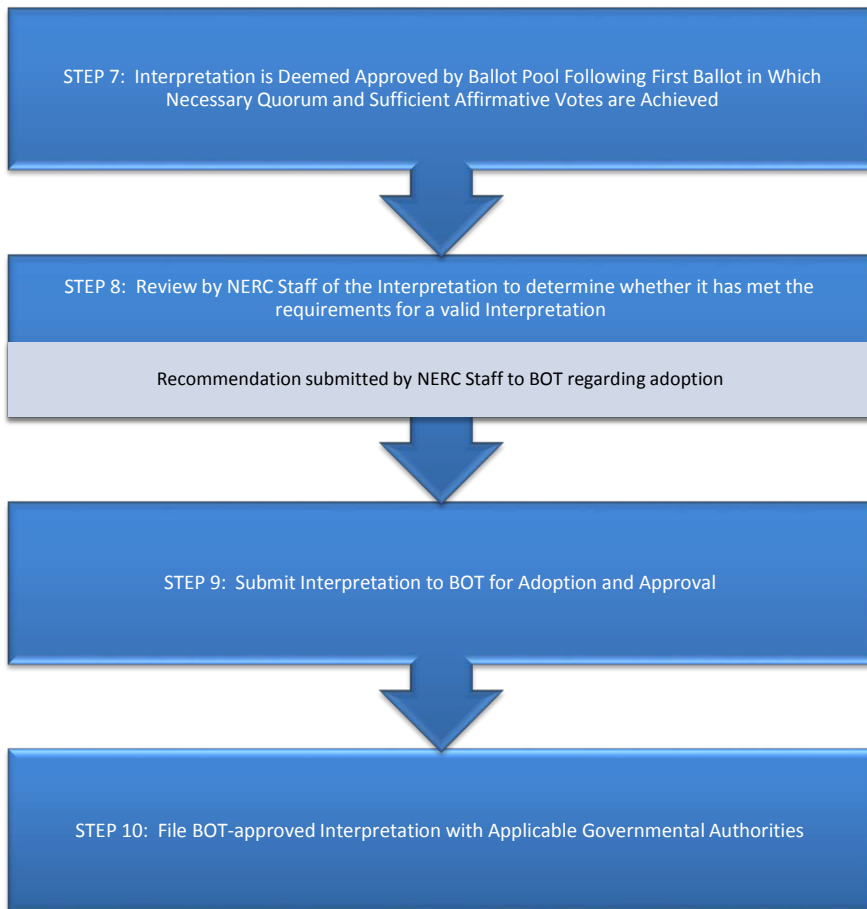 STEP 7:  Interpretation is Deemed Approved by Ballot Pool Following First Ballot in Which
Necessary Quorum and Sufficient Affirmative Votes are Achieved
STEP 8:  Review by NERC Staff of the Interpretation to determine whether it has met the
requirements for a valid Interpretation
Recommendation submitted by NERC Staff to BOT regarding adoption
STEP 9:  Submit Interpretation to BOT for Adoption and Approval
STEP 10:  File BOT-approved Interpretation with Applicable Governmental Authorities